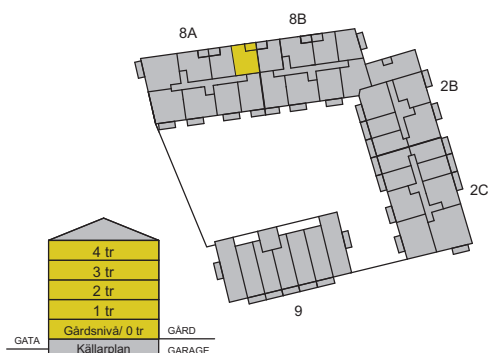 8A
8B
2B
2C
9
4 tr
3 tr
2 tr
1 tr
Gårdsnivå/ 0 tr
GATA
GÅRD
Källarplan
GARAGE